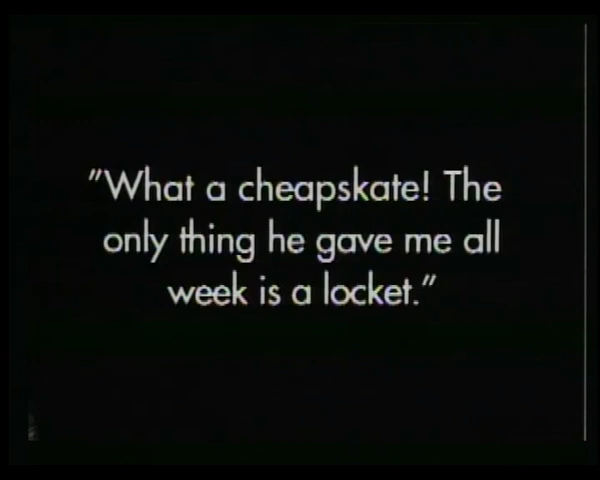 "What a cheapskate! The
only thing he gave me all
week is a locket."